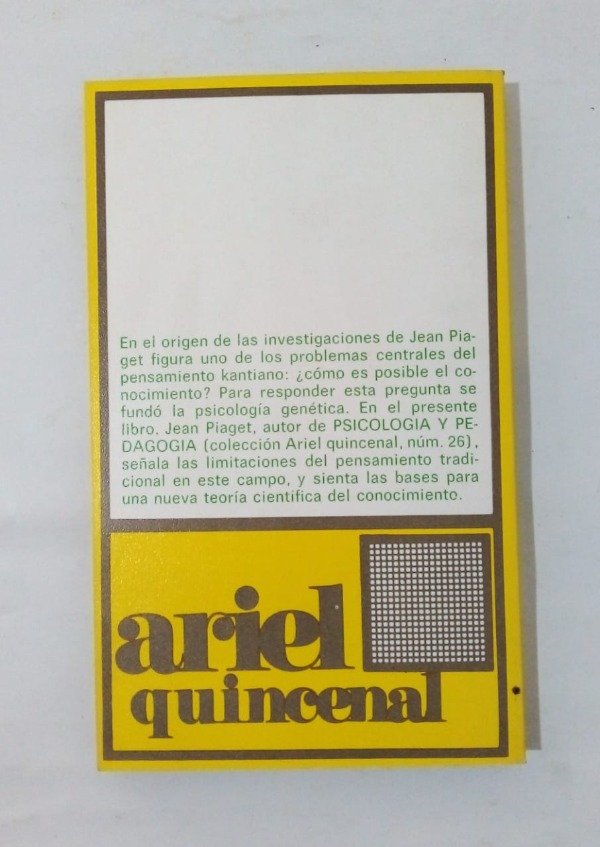 En el origen de las investigaciones de Jean Pia-
get figura uno de los problemas centrales del
pensamiento kantiano: ¿cómo es posible el co-
nocimiento? Para responder esta pregunta se
fundó la psicología genética. En el presente
libro, Jean Piaget, autor de PSICOLOGIA Y PE-
DAGOGIA (colección Ariel quincenal, núm. 26),
señala las limitaciones del pensamiento tradi-
cional en este campo, y sienta las bases para
una nueva teoría científica del conocimiento.
ariel
quincenal